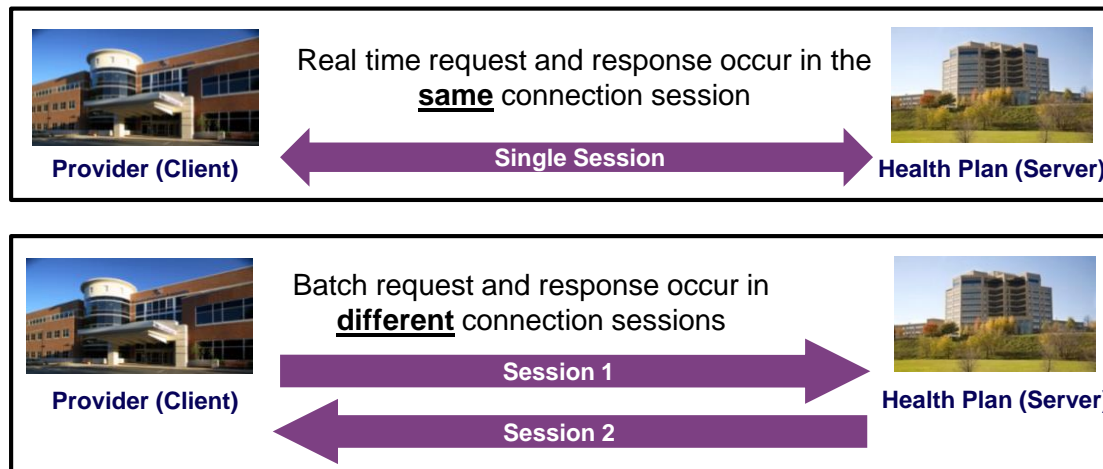 Real time request and response occur in the
same connection session
Single Session
Provider (Client)
Health Plan (Server)
Batch request and response occur in
different connection sessions
Session 1
Provider (Client)
Health Plan (Server)
Session 2